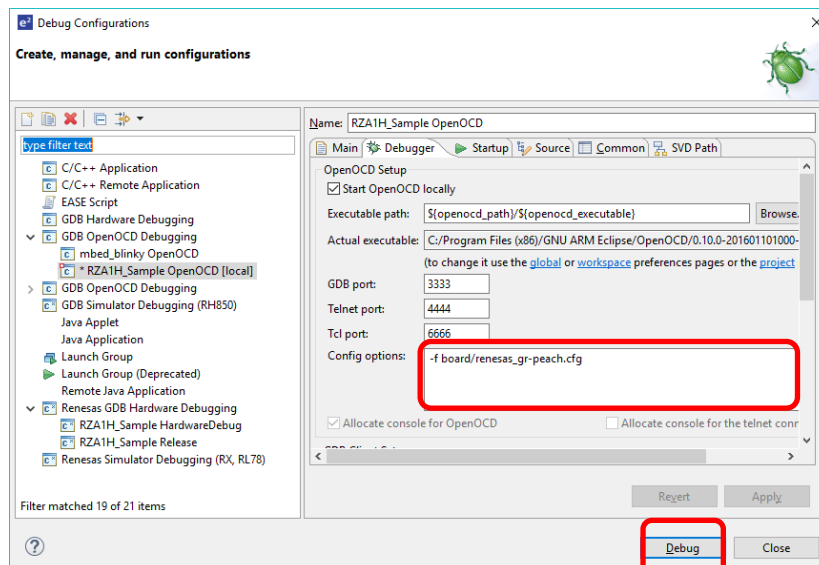 e² Debug Configurations
Create, manage, and run configurations
type filter text
C/C++ Application
C/C++ Remote Application
EASE Script
GDB Hardware Debugging
GDB OpenOCD Debugging
mbed_blinky OpenOCD
* RZA1H_Sample OpenOCD [local]
GDB OpenOCD Debugging
GDB Simulator Debugging (RH850)
Java Applet
Java Application
Launch Group
Launch Group (Deprecated)
Remote Java Application
Renesas GDB Hardware Debugging
RZA1H_Sample HardwareDebug
RZA1H_Sample Release
Renesas Simulator Debugging (RX, RL78)
Filter matched 19 of 21 items
Name: RZA1H_Sample OpenOCD
Main Debugger Startup Source Common SVD Path
OpenOCD Setup
Start OpenOCD locally
Executable path: ${openocd_path}/${openocd_executable} Browse.
Actual executable: C:/Program Files (x86)/GNU ARM Eclipse/OpenOCD/0.10.0-201601101000-
(to change it use the global or workspace preferences pages or the project
GDB port: 3333
Telnet port: 4444
Tcl port: 6666
Config options: -f board/renesas_gr-peach.cfg
Allocate console for OpenOCD Allocate console for the telnet conr
Revert Apply
? Debug Close